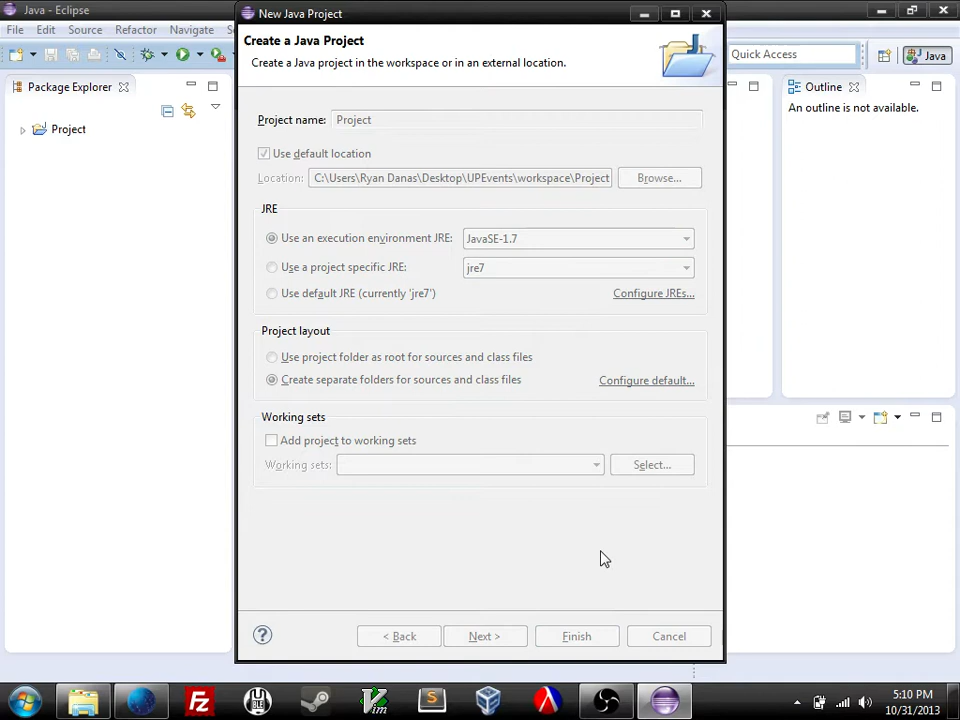 Java - Eclipse
New Java Project
File Edit Source Refactor Navigate S
Create a Java Project
Create a Java project in the workspace or in an external location.
Quick Access
Java
Package Explorer
Outline
An outline is not available.
Project
Project name: Project
Use default location
Location: C:\Users\Ryan Danas\Desktop\UPEvents\workspace\Project Browse...
JRE
Use an execution environment JRE: JavaSE-1.7
Use a project specific JRE: jre7
Use default JRE (currently 'jre7') Configure JREs...
Project layout
Use project folder as root for sources and class files
Create separate folders for sources and class files Configure default...
Working sets
Add project to working sets
Working sets: Select...
? < Back Next > Finish Cancel
Fz
U
BLE
Vim
S
5:10 PM
10/31/2013